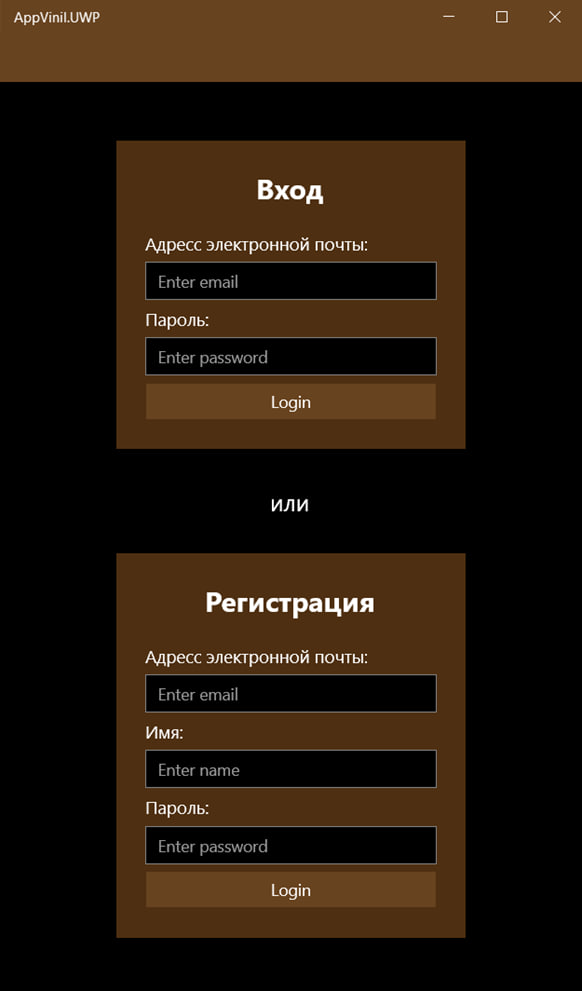 AppVinil.UWP
Вход
Адресс электронной почты:
Enter email
Пароль:
Enter password
Login
или
Регистрация
Адресс электронной почты:
Enter email
Имя:
Enter name
Пароль:
Enter password
Login